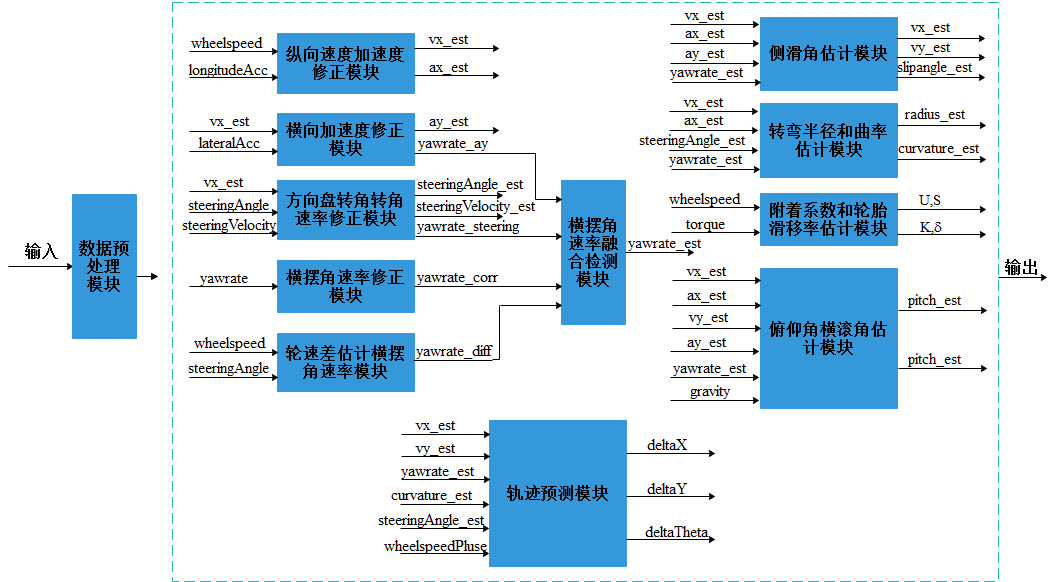 输入
数据预
处理
模块
wheelspeed
longitudeAcc
纵向速度加速度
修正模块
vx_est
ax_est
vx_est
lateralAcc
横向加速度修正
模块
ay_est
yawrate_ay
vx_est
steeringAngle
steeringVelocity
方向盘转角转角
速率修正模块
steeringAngle_est
steeringVelocity_est
yawrate_steering
yawrate
横摆角速率修正
模块
yawrate_corr
wheelspeed
steeringAngle
轮速差估计横摆
角速率模块
yawrate_diff
横摆角
速率融
合检测
模块
yawrate_est
vx_est
ax_est
ay_est
yawrate_est
侧滑角估计模块
vx_est
vy_est
slipangle_est
vx_est
ax_est
steeringAngle_est
yawrate_est
转弯半径和曲率
估计模块
radius_est
curvature_est
wheelspeed
torque
附着系数和轮胎
滑移率估计模块
U,S
K,δ
vx_est
ax_est
vy_est
ay_est
yawrate_est
gravity
俯仰角横滚角估
计模块
pitch_est
pitch_est
vx_est
vy_est
yawrate_est
curvature_est
steeringAngle_est
wheelspeedPluse
轨迹预测模块
deltaX
deltaY
deltaTheta
输出